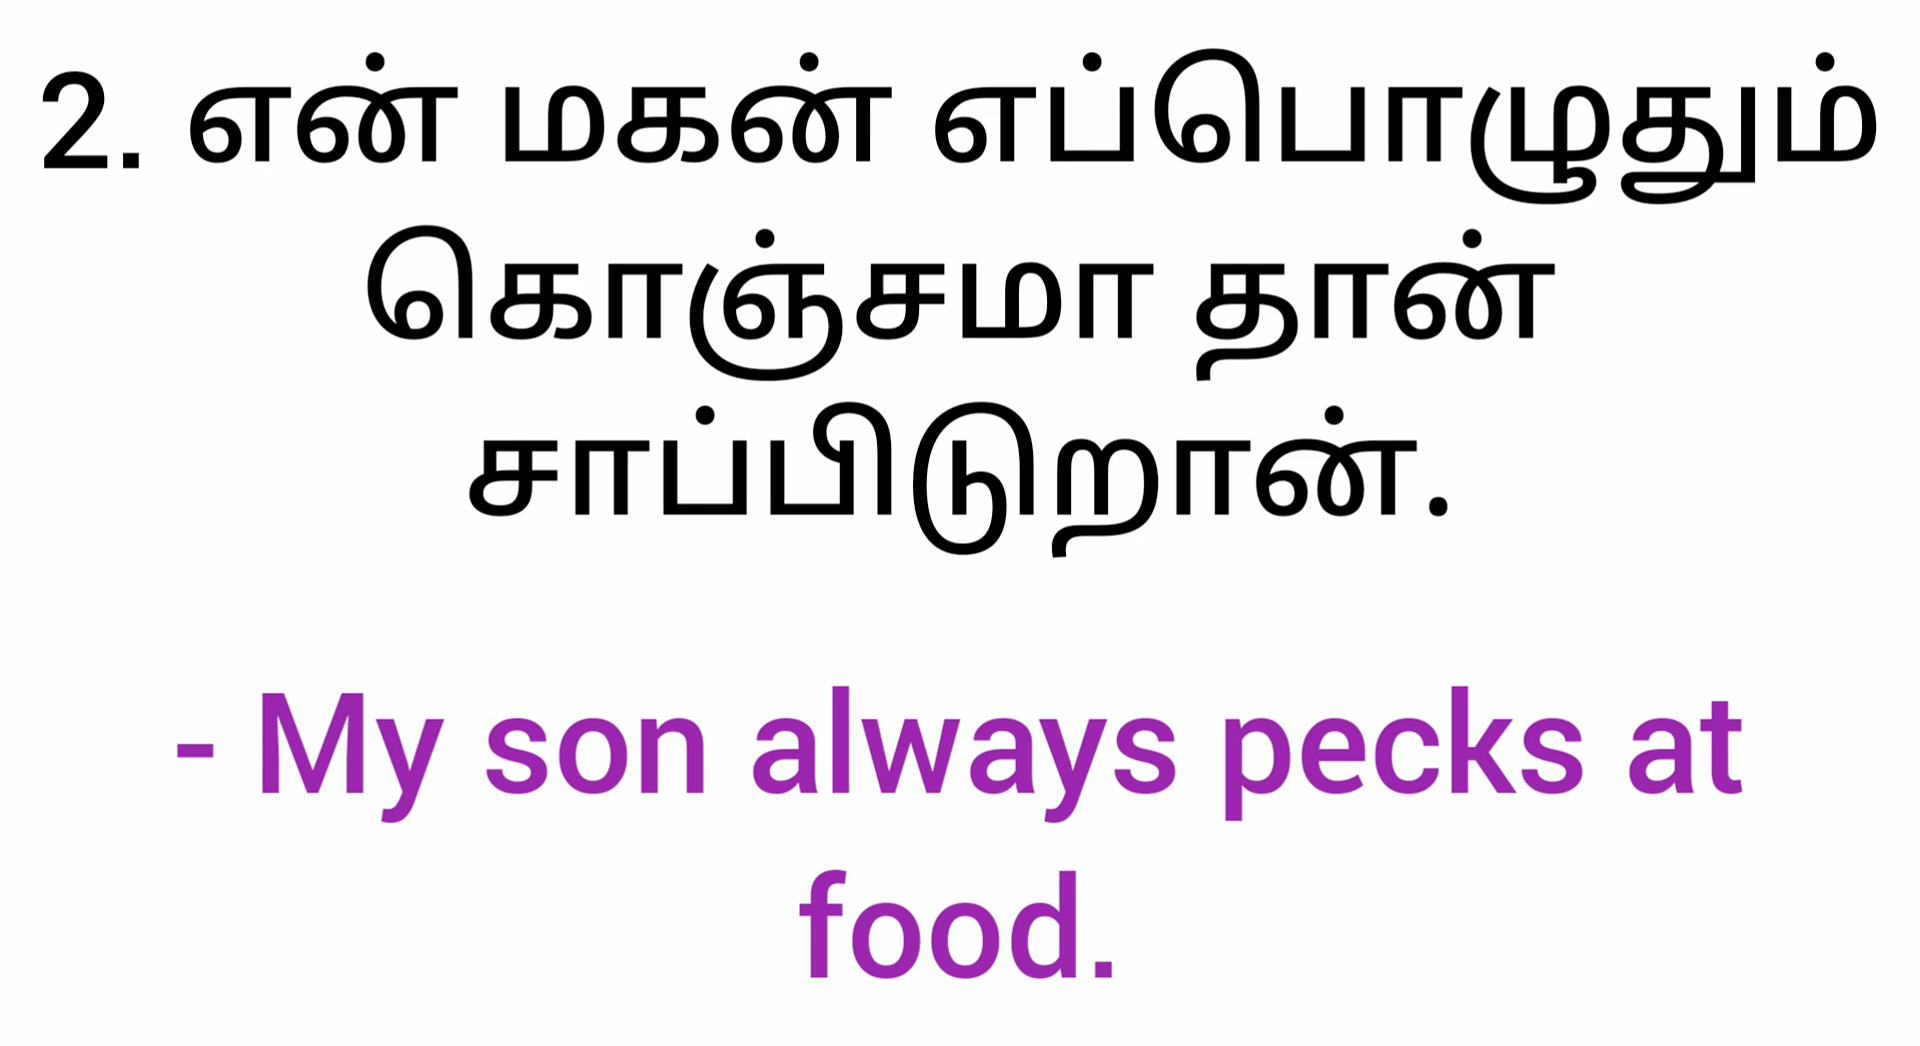 2. என் மகன் எப்பொழுதும்
கொஞ்சமா தான்
சாப்பிடுறான்.
- My son always pecks at
food.